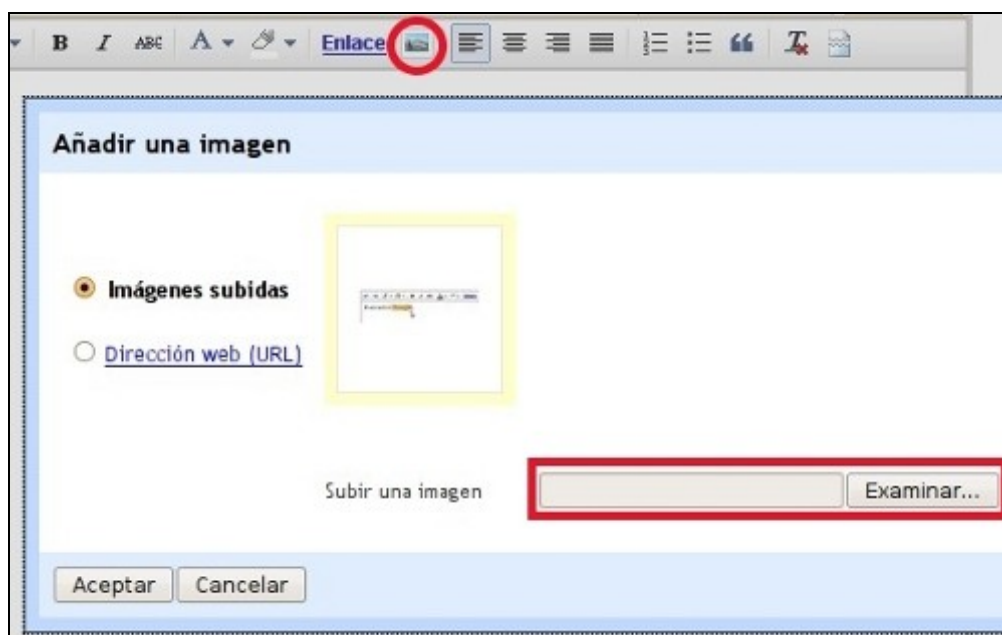 B I ABC A Enlace
Añadir una imagen
Imágenes subidas
Dirección web (URL)
Subir una imagen
Examinar...
Aceptar Cancelar